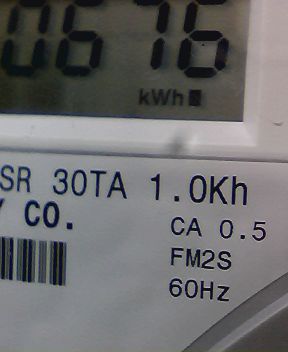 0676
kWh
SR 30TA 1.0Kh
Y CO.
CA 0.5
FM2S
60Hz